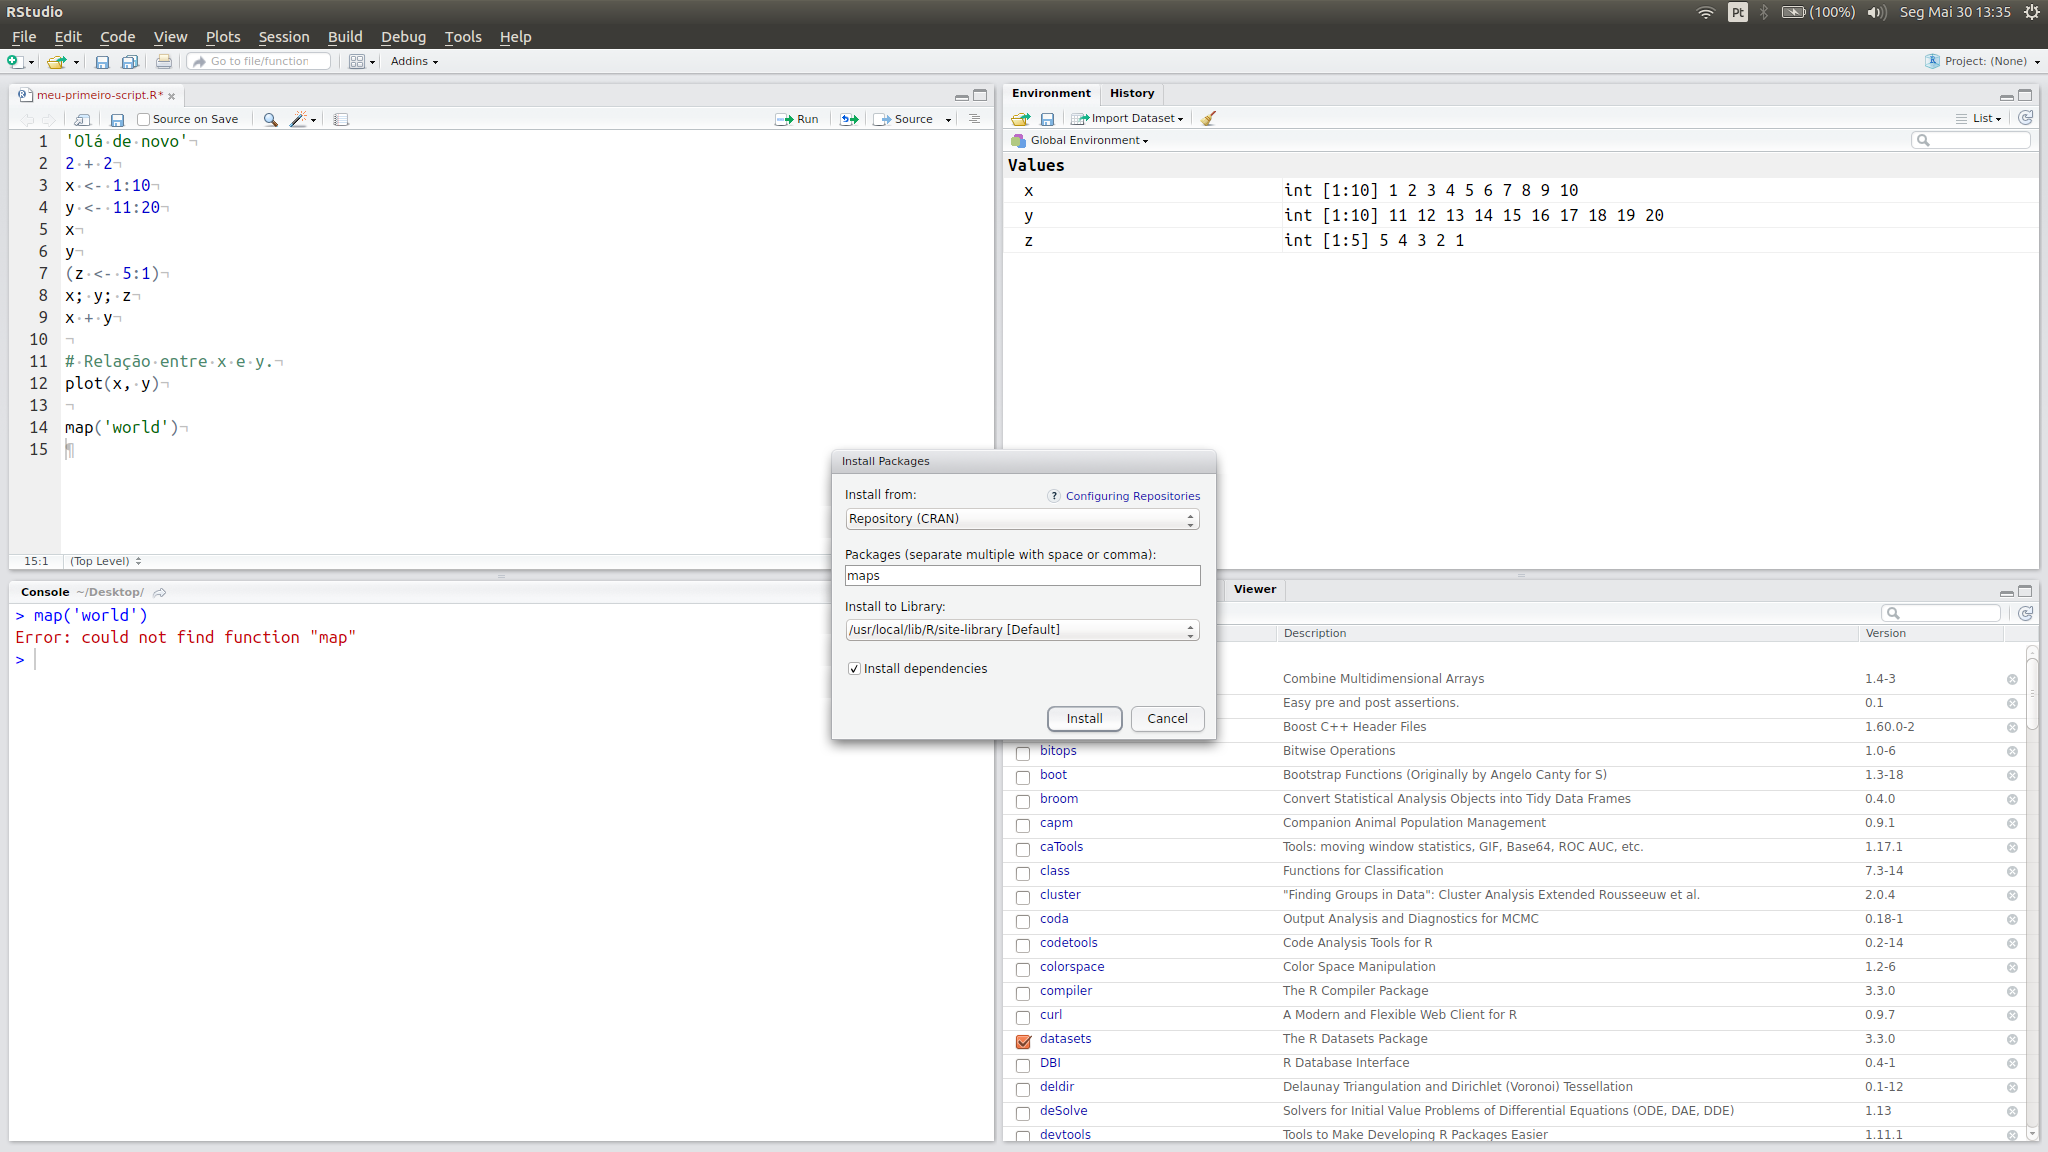 RStudio
Pt (100%) Seg Mai 30 13:35
File Edit Code View Plots Session Build Debug Tools Help
Go to file/function Addins Project: (None)
meu-primeiro-script.R*
Source on Save Run Source
1 'Olá de novo'
2 2 + 2
3 x <- 1:10
4 y <- 11:20
5 x
6 y
7 (z <- 5:1)
8 x; y; z
9 x + y
10
11 # Relação entre x e y.
12 plot(x, y)
13
14 map('world')
15
15:1 (Top Level)
Console ~/Desktop/
> map('world')
Error: could not find function "map"
>
Environment History
Import Dataset List
Global Environment
Values
x int [1:10] 1 2 3 4 5 6 7 8 9 10
y int [1:10] 11 12 13 14 15 16 17 18 19 20
z int [1:5] 5 4 3 2 1
Install Packages
Install from: ? Configuring Repositories
Repository (CRAN)
Packages (separate multiple with space or comma):
maps
Install to Library:
/usr/local/lib/R/site-library [Default]
Install dependencies
Install Cancel
Viewer
Description Version
Combine Multidimensional Arrays 1.4-3
Easy pre and post assertions. 0.1
Boost C++ Header Files 1.60.0-2
bitops Bitwise Operations 1.0-6
boot Bootstrap Functions (Originally by Angelo Canty for S) 1.3-18
broom Convert Statistical Analysis Objects into Tidy Data Frames 0.4.0
capm Companion Animal Population Management 0.9.1
caTools Tools: moving window statistics, GIF, Base64, ROC AUC, etc. 1.17.1
class Functions for Classification 7.3-14
cluster "Finding Groups in Data": Cluster Analysis Extended Rousseeuw et al. 2.0.4
coda Output Analysis and Diagnostics for MCMC 0.18-1
codetools Code Analysis Tools for R 0.2-14
colorspace Color Space Manipulation 1.2-6
compiler The R Compiler Package 3.3.0
curl A Modern and Flexible Web Client for R 0.9.7
datasets The R Datasets Package 3.3.0
DBI R Database Interface 0.4-1
deldir Delaunay Triangulation and Dirichlet (Voronoi) Tessellation 0.1-12
deSolve Solvers for Initial Value Problems of Differential Equations (ODE, DAE, DDE) 1.13
devtools Tools to Make Developing R Packages Easier 1.11.1